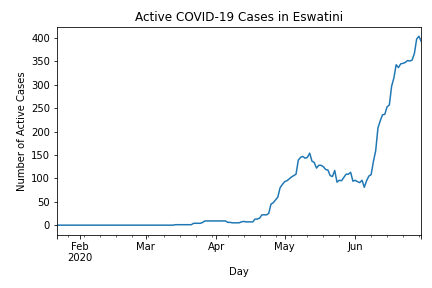 Active COVID-19 Cases in Eswatini
400
350
300
250
200
150
100
50
0
Number of Active Cases
Feb
2020
Mar
Apr
May
Jun
Day